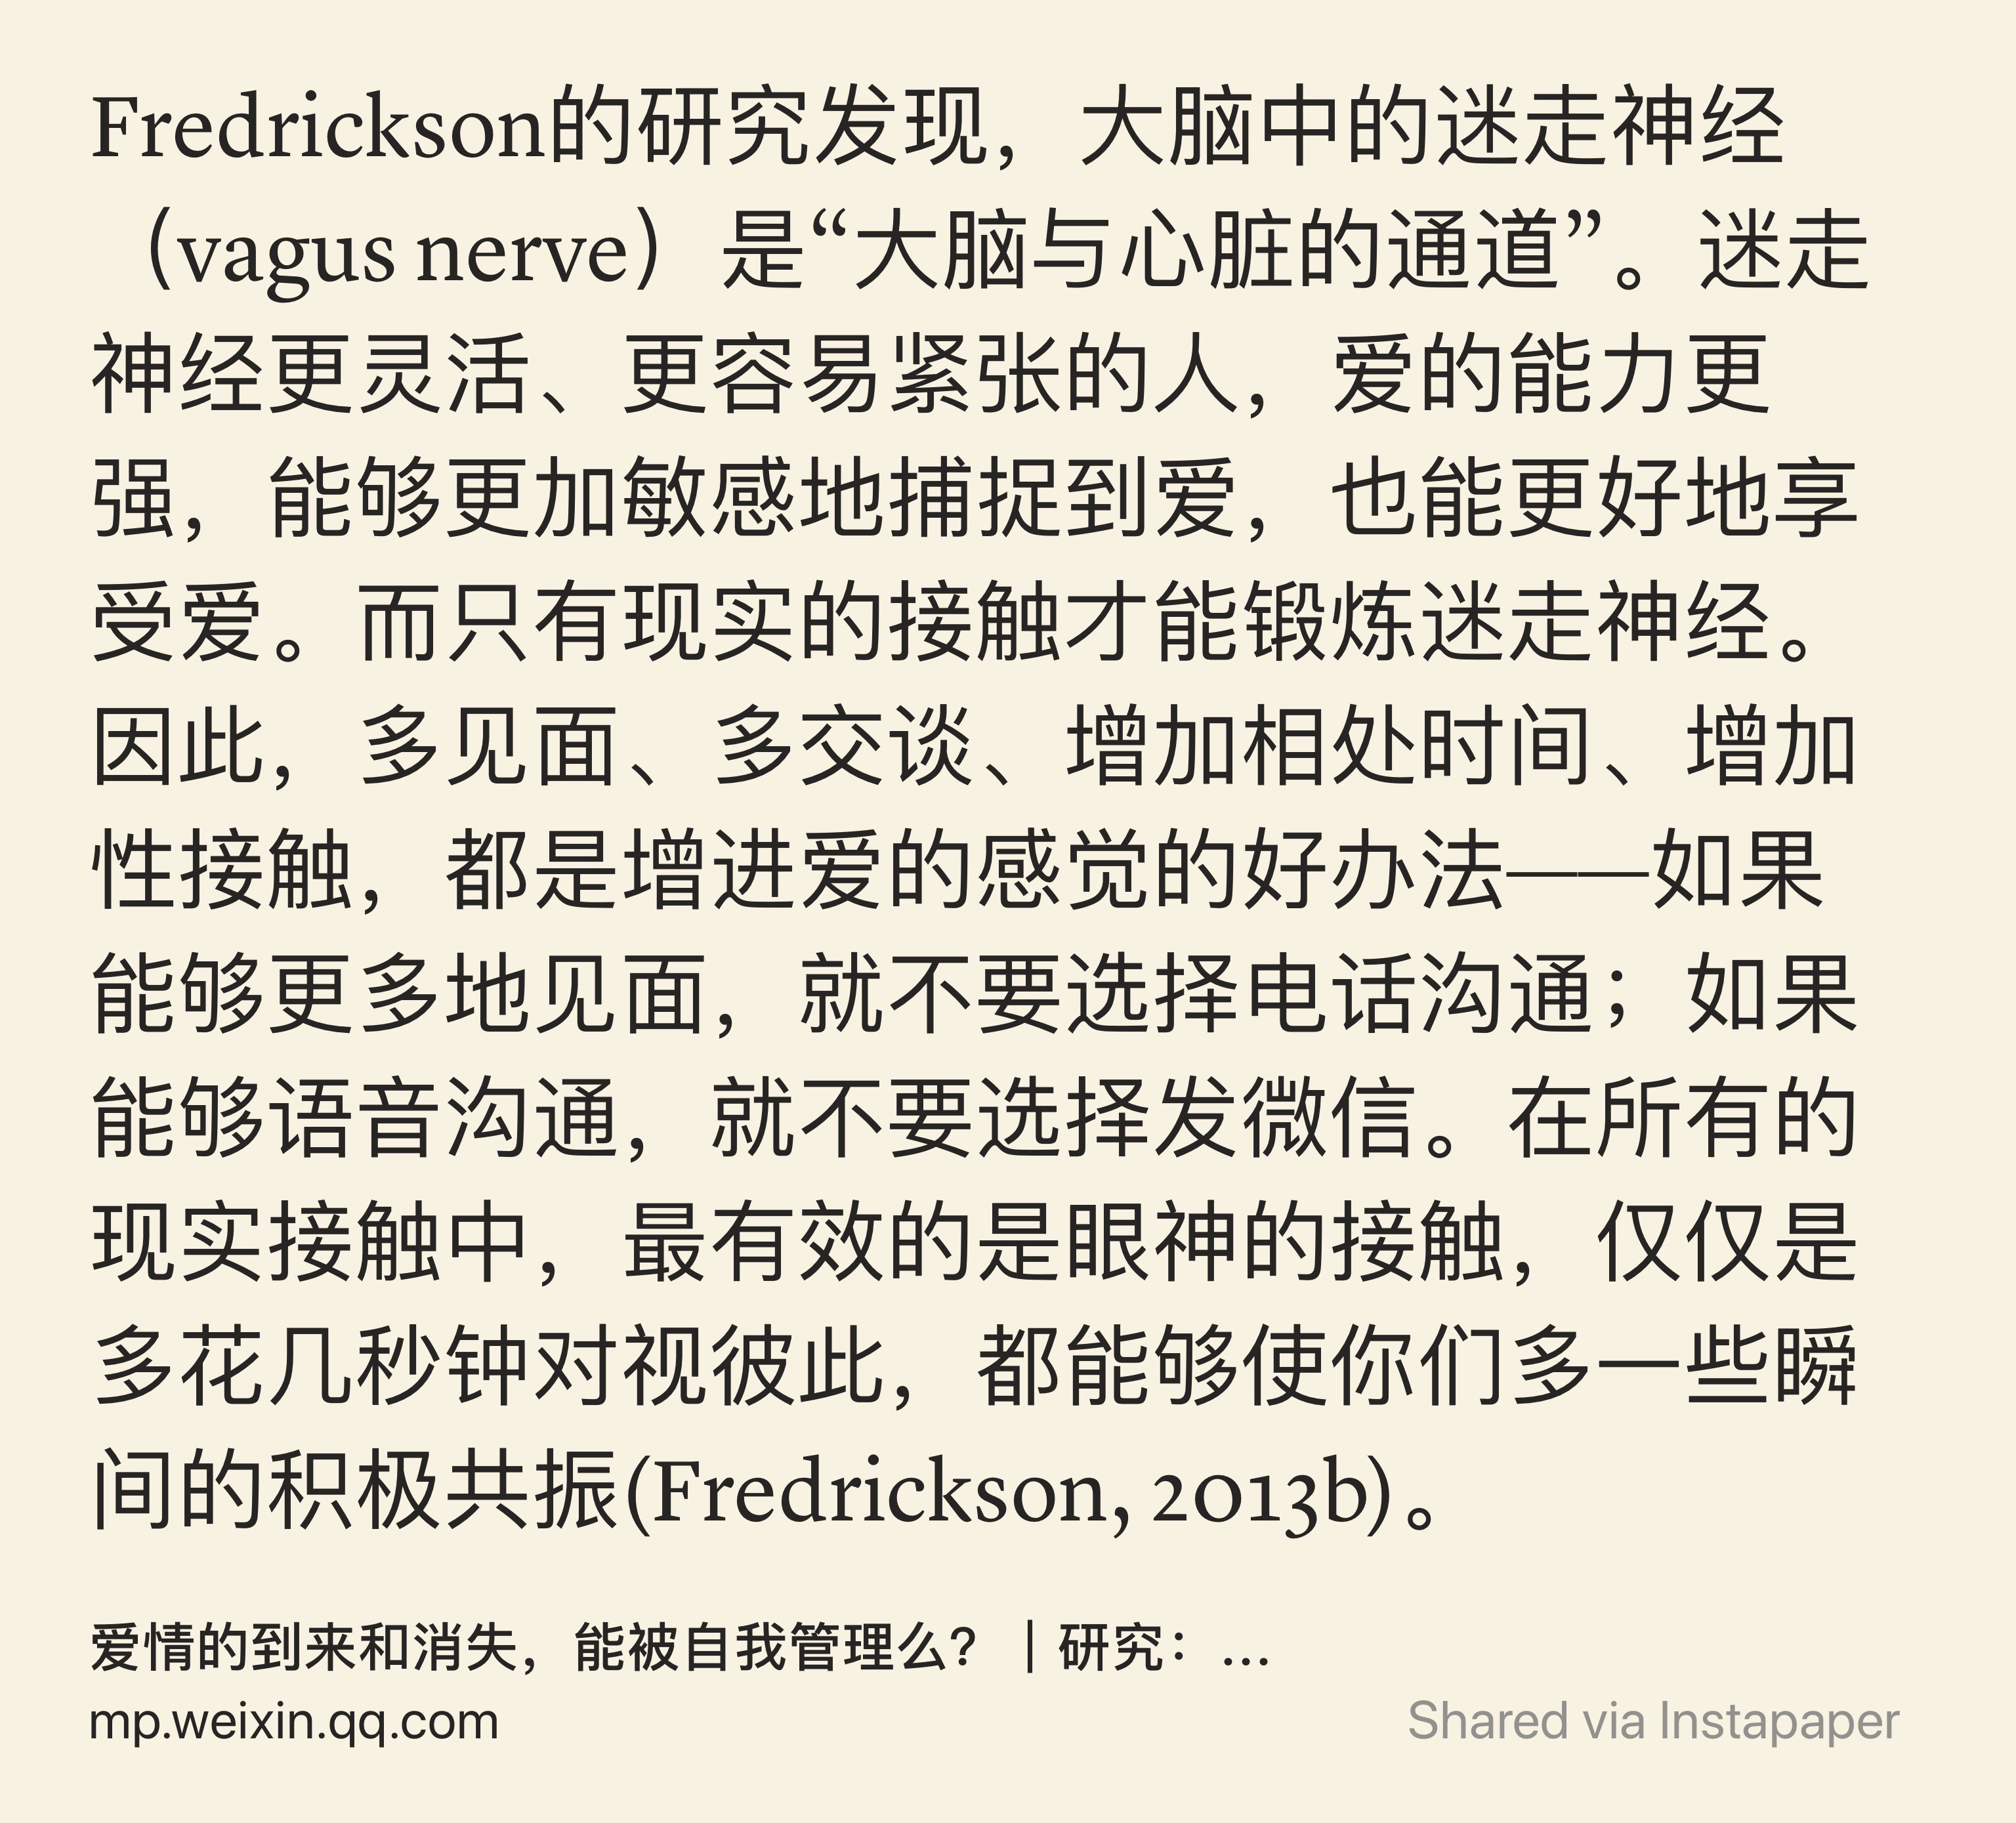 Fredrickson的研究发现，大脑中的迷走神经
（vagus nerve）是“大脑与心脏的通道”。迷走
神经更灵活、更容易紧张的人，爱的能力更
强，能够更加敏感地捕捉到爱，也能更好地享
受爱。而只有现实的接触才能锻炼迷走神经。
因此，多见面、多交谈、增加相处时间、增加
性接触，都是增进爱的感觉的好办法——如果
能够更多地见面，就不要选择电话沟通；如果
能够语音沟通，就不要选择发微信。在所有的
现实接触中，最有效的是眼神的接触，仅仅是
多花几秒钟对视彼此，都能够使你们多一些瞬
间的积极共振(Fredrickson, 2013b)。
爱情的到来和消失，能被自我管理么？｜研究：...
mp.weixin.qq.com
Shared via Instapaper